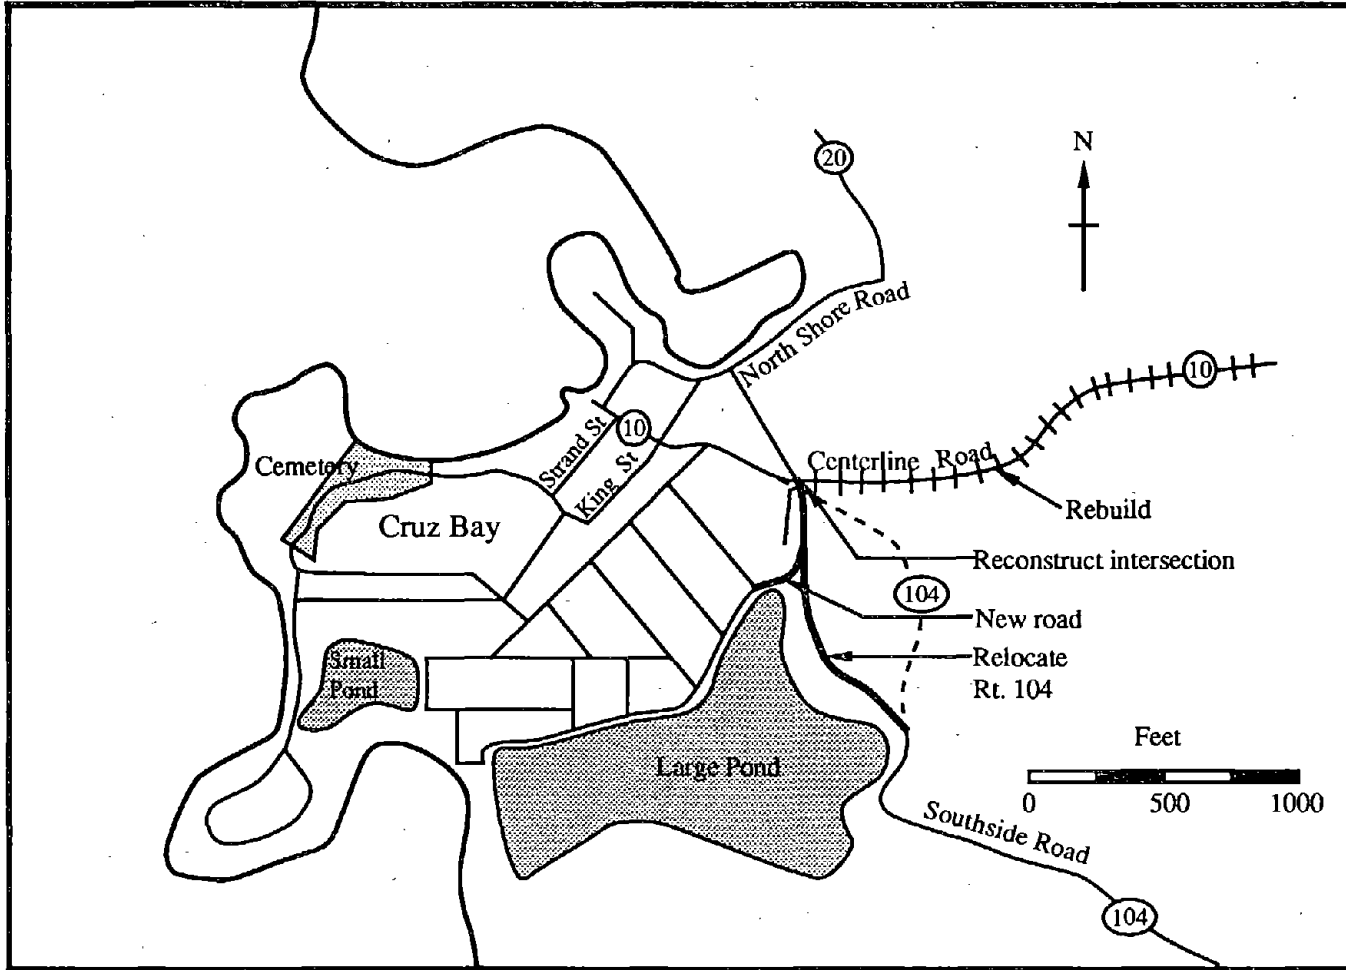 N
20
North Shore Road
10
10
Strand St
King St
Centerline Road
Cemetery
Cruz Bay
Rebuild
Reconstruct intersection
104
New road
Relocate
Rt. 104
Small
Pond
Large Pond
Feet
0 500 1000
Southside Road
104